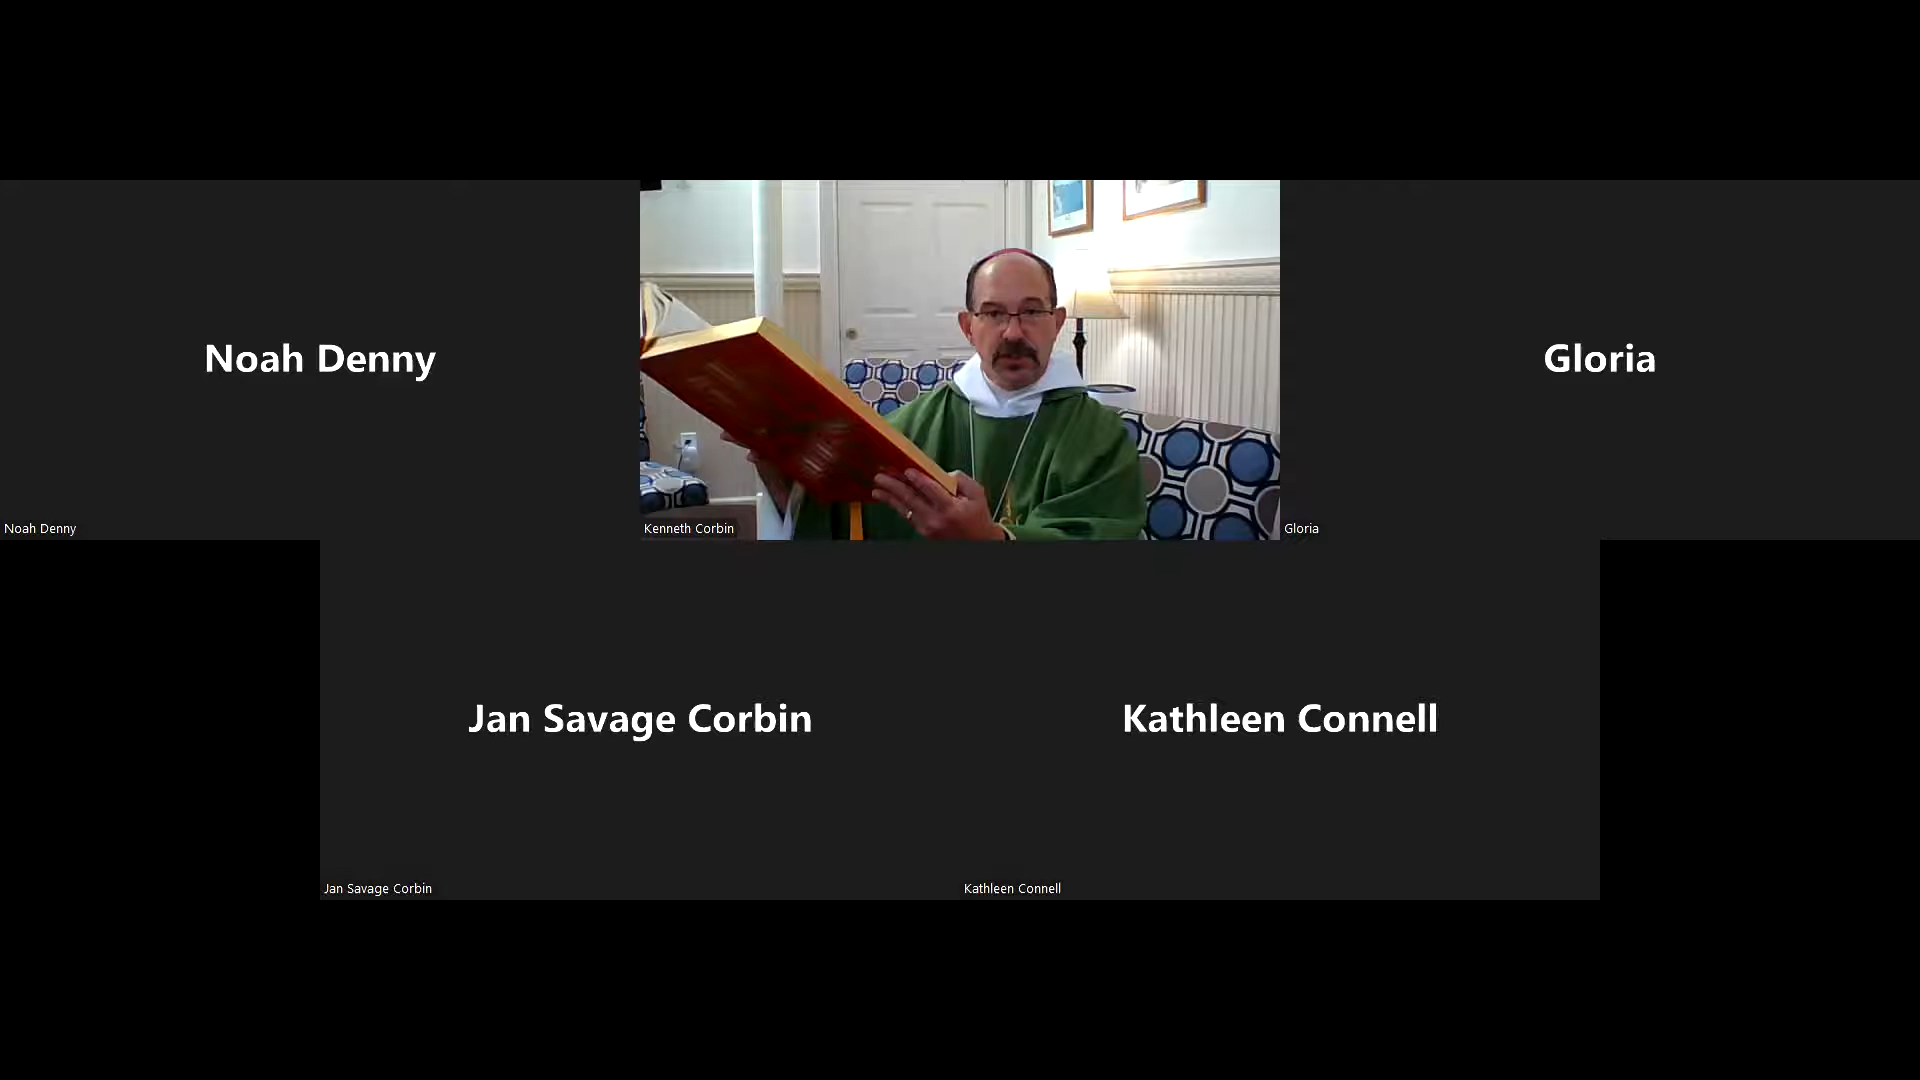 Noah Denny
Gloria
Noah Denny
Kenneth Corbin
Gloria
Jan Savage Corbin
Kathleen Connell
Jan Savage Corbin
Kathleen Connell